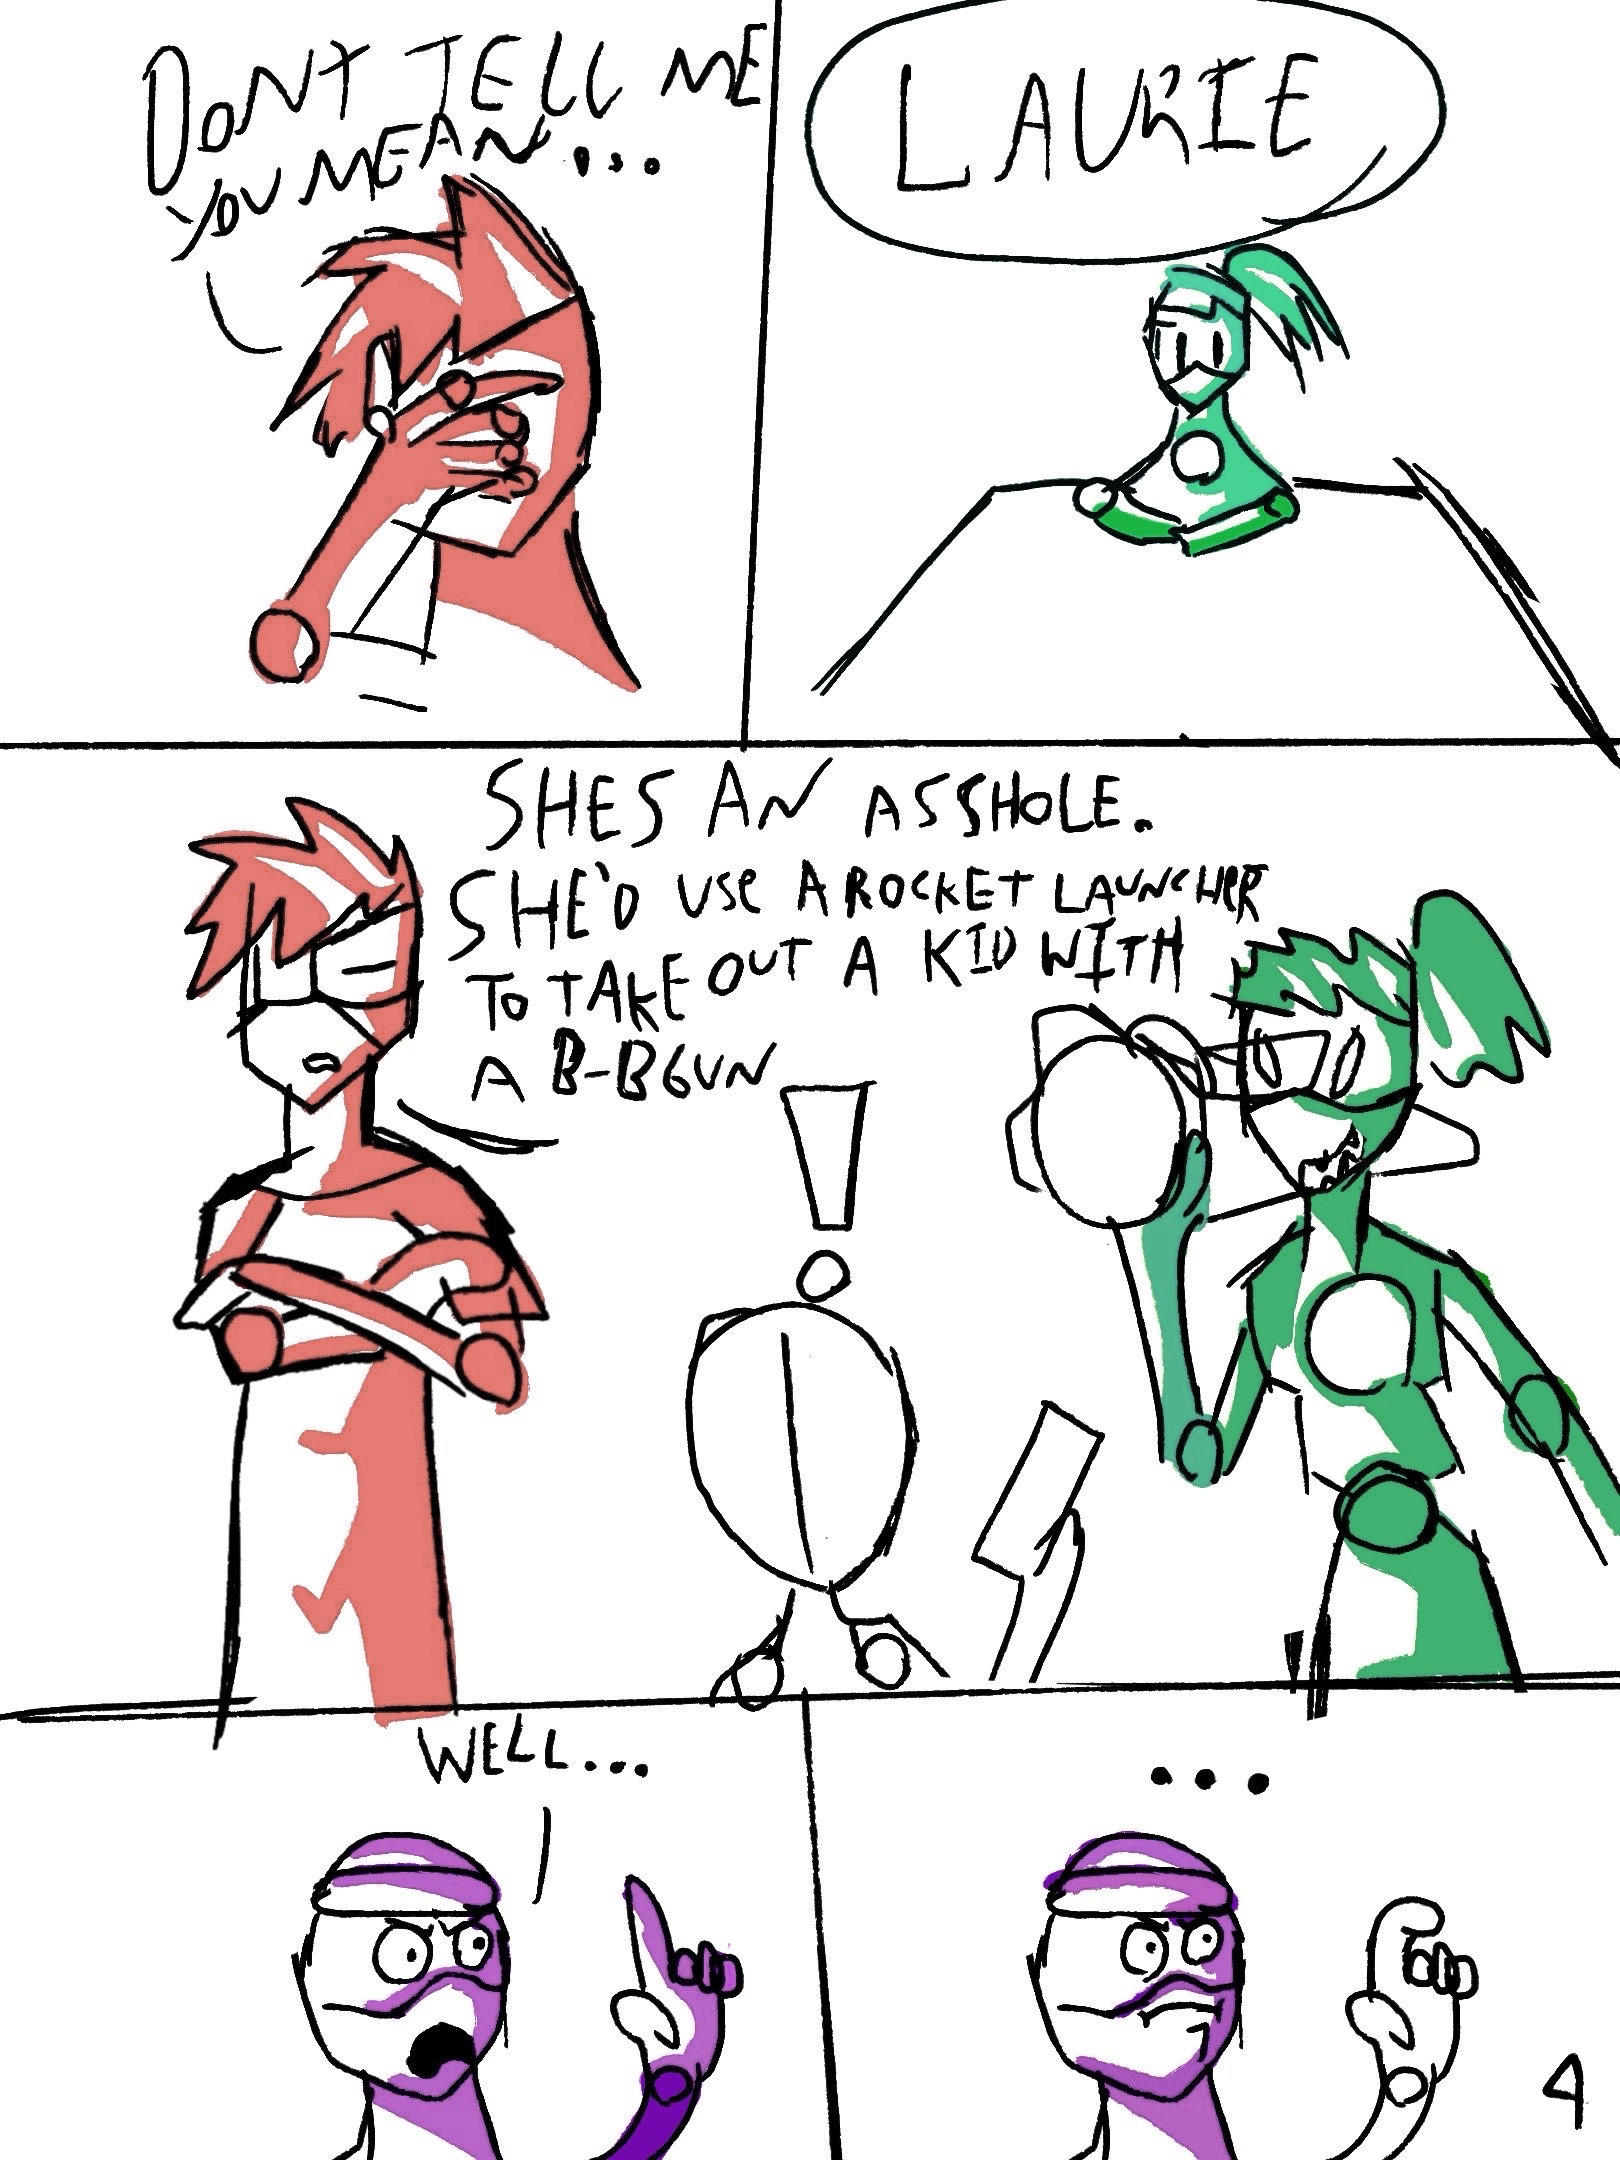 DONT TELL ME
YOU MEAN...
LAURIE
SHES AN ASSHOLE.
SHE'D USE A ROCKET LAUNCHER
TO TAKE OUT A KID WITH
A B-B GUN
!
WELL...
...
4